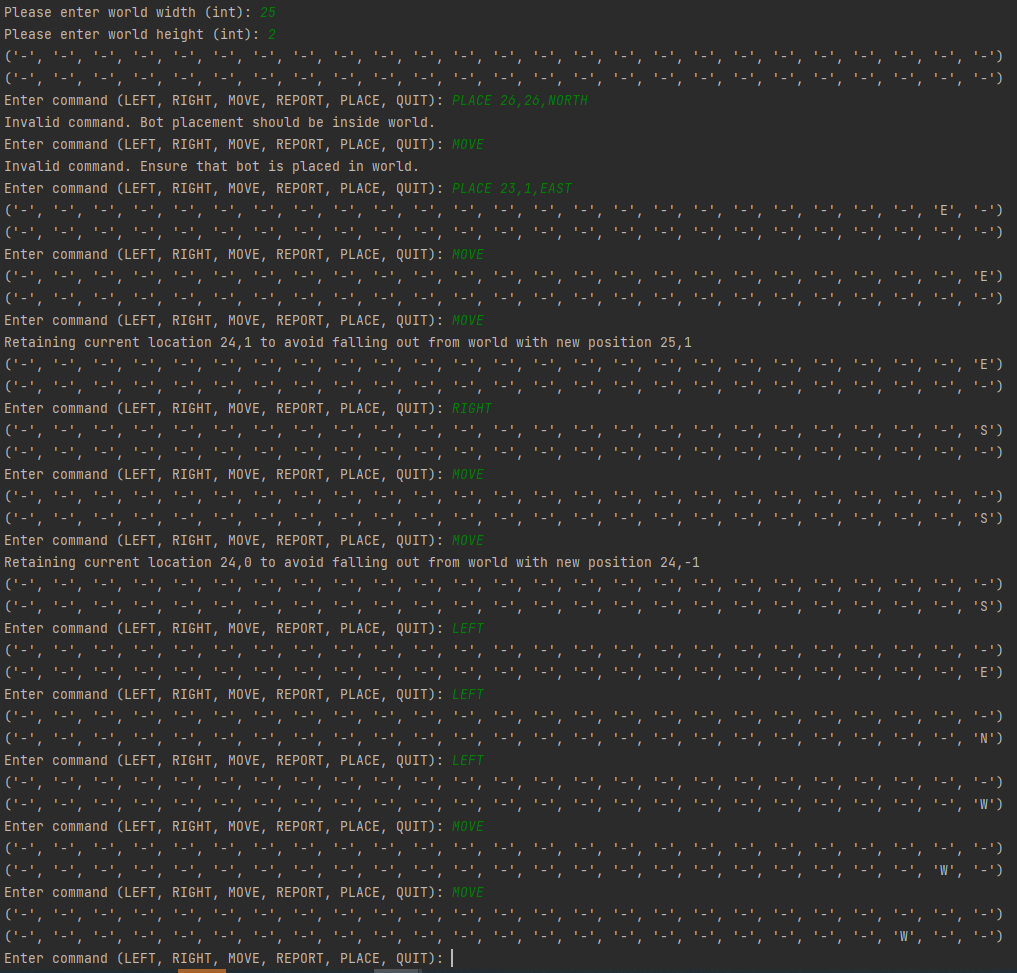 Please enter world width (int): 25
Please enter world height (int): 2
('-', '-', '-', '-', '-', '-', '-', '-', '-', '-', '-', '-', '-', '-', '-', '-', '-', '-', '-', '-', '-', '-', '-', '-', '-')
('-', '-', '-', '-', '-', '-', '-', '-', '-', '-', '-', '-', '-', '-', '-', '-', '-', '-', '-', '-', '-', '-', '-', '-', '-')
Enter command (LEFT, RIGHT, MOVE, REPORT, PLACE, QUIT): PLACE 26,26,NORTH
Invalid command. Bot placement should be inside world.
Enter command (LEFT, RIGHT, MOVE, REPORT, PLACE, QUIT): MOVE
Invalid command. Ensure that bot is placed in world.
Enter command (LEFT, RIGHT, MOVE, REPORT, PLACE, QUIT): PLACE 23,1,EAST
('-', '-', '-', '-', '-', '-', '-', '-', '-', '-', '-', '-', '-', '-', '-', '-', '-', '-', '-', '-', '-', '-', '-', 'E', '-')
('-', '-', '-', '-', '-', '-', '-', '-', '-', '-', '-', '-', '-', '-', '-', '-', '-', '-', '-', '-', '-', '-', '-', '-', '-')
Enter command (LEFT, RIGHT, MOVE, REPORT, PLACE, QUIT): MOVE
('-', '-', '-', '-', '-', '-', '-', '-', '-', '-', '-', '-', '-', '-', '-', '-', '-', '-', '-', '-', '-', '-', '-', '-', 'E')
('-', '-', '-', '-', '-', '-', '-', '-', '-', '-', '-', '-', '-', '-', '-', '-', '-', '-', '-', '-', '-', '-', '-', '-', '-')
Enter command (LEFT, RIGHT, MOVE, REPORT, PLACE, QUIT): MOVE
Retaining current location 24,1 to avoid falling out from world with new position 25,1
('-', '-', '-', '-', '-', '-', '-', '-', '-', '-', '-', '-', '-', '-', '-', '-', '-', '-', '-', '-', '-', '-', '-', '-', 'E')
('-', '-', '-', '-', '-', '-', '-', '-', '-', '-', '-', '-', '-', '-', '-', '-', '-', '-', '-', '-', '-', '-', '-', '-', '-')
Enter command (LEFT, RIGHT, MOVE, REPORT, PLACE, QUIT): RIGHT
('-', '-', '-', '-', '-', '-', '-', '-', '-', '-', '-', '-', '-', '-', '-', '-', '-', '-', '-', '-', '-', '-', '-', '-', 'S')
('-', '-', '-', '-', '-', '-', '-', '-', '-', '-', '-', '-', '-', '-', '-', '-', '-', '-', '-', '-', '-', '-', '-', '-', '-')
Enter command (LEFT, RIGHT, MOVE, REPORT, PLACE, QUIT): MOVE
('-', '-', '-', '-', '-', '-', '-', '-', '-', '-', '-', '-', '-', '-', '-', '-', '-', '-', '-', '-', '-', '-', '-', '-', '-')
('-', '-', '-', '-', '-', '-', '-', '-', '-', '-', '-', '-', '-', '-', '-', '-', '-', '-', '-', '-', '-', '-', '-', '-', 'S')
Enter command (LEFT, RIGHT, MOVE, REPORT, PLACE, QUIT): MOVE
Retaining current location 24,0 to avoid falling out from world with new position 24,-1
('-', '-', '-', '-', '-', '-', '-', '-', '-', '-', '-', '-', '-', '-', '-', '-', '-', '-', '-', '-', '-', '-', '-', '-', '-')
('-', '-', '-', '-', '-', '-', '-', '-', '-', '-', '-', '-', '-', '-', '-', '-', '-', '-', '-', '-', '-', '-', '-', '-', 'S')
Enter command (LEFT, RIGHT, MOVE, REPORT, PLACE, QUIT): LEFT
('-', '-', '-', '-', '-', '-', '-', '-', '-', '-', '-', '-', '-', '-', '-', '-', '-', '-', '-', '-', '-', '-', '-', '-', '-')
('-', '-', '-', '-', '-', '-', '-', '-', '-', '-', '-', '-', '-', '-', '-', '-', '-', '-', '-', '-', '-', '-', '-', '-', 'E')
Enter command (LEFT, RIGHT, MOVE, REPORT, PLACE, QUIT): LEFT
('-', '-', '-', '-', '-', '-', '-', '-', '-', '-', '-', '-', '-', '-', '-', '-', '-', '-', '-', '-', '-', '-', '-', '-', '-')
('-', '-', '-', '-', '-', '-', '-', '-', '-', '-', '-', '-', '-', '-', '-', '-', '-', '-', '-', '-', '-', '-', '-', '-', 'N')
Enter command (LEFT, RIGHT, MOVE, REPORT, PLACE, QUIT): LEFT
('-', '-', '-', '-', '-', '-', '-', '-', '-', '-', '-', '-', '-', '-', '-', '-', '-', '-', '-', '-', '-', '-', '-', '-', '-')
('-', '-', '-', '-', '-', '-', '-', '-', '-', '-', '-', '-', '-', '-', '-', '-', '-', '-', '-', '-', '-', '-', '-', '-', 'W')
Enter command (LEFT, RIGHT, MOVE, REPORT, PLACE, QUIT): MOVE
('-', '-', '-', '-', '-', '-', '-', '-', '-', '-', '-', '-', '-', '-', '-', '-', '-', '-', '-', '-', '-', '-', '-', '-', '-')
('-', '-', '-', '-', '-', '-', '-', '-', '-', '-', '-', '-', '-', '-', '-', '-', '-', '-', '-', '-', '-', '-', '-', 'W', '-')
Enter command (LEFT, RIGHT, MOVE, REPORT, PLACE, QUIT): MOVE
('-', '-', '-', '-', '-', '-', '-', '-', '-', '-', '-', '-', '-', '-', '-', '-', '-', '-', '-', '-', '-', '-', '-', '-', '-')
('-', '-', '-', '-', '-', '-', '-', '-', '-', '-', '-', '-', '-', '-', '-', '-', '-', '-', '-', '-', '-', '-', 'W', '-', '-')
Enter command (LEFT, RIGHT, MOVE, REPORT, PLACE, QUIT):